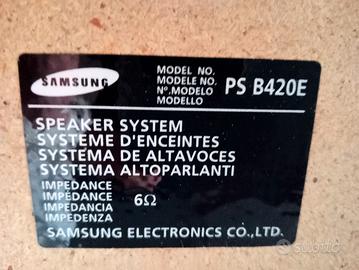 SAMSUNG
MODEL NO.
MODELE NO.
Nº.MODELO
MODELLO
PS B420E
SPEAKER SYSTEM
SYSTEME D'ENCEINTES
SYSTEMA DE ALTAVOCES
SYSTEMA ALTOPARLANTI
IMPEDANCE
IMPEDANCE
IMPEDANCIA
IMPEDENZA
6Ω
SAMSUNG ELECTRONICS CO.,LTD.
subito